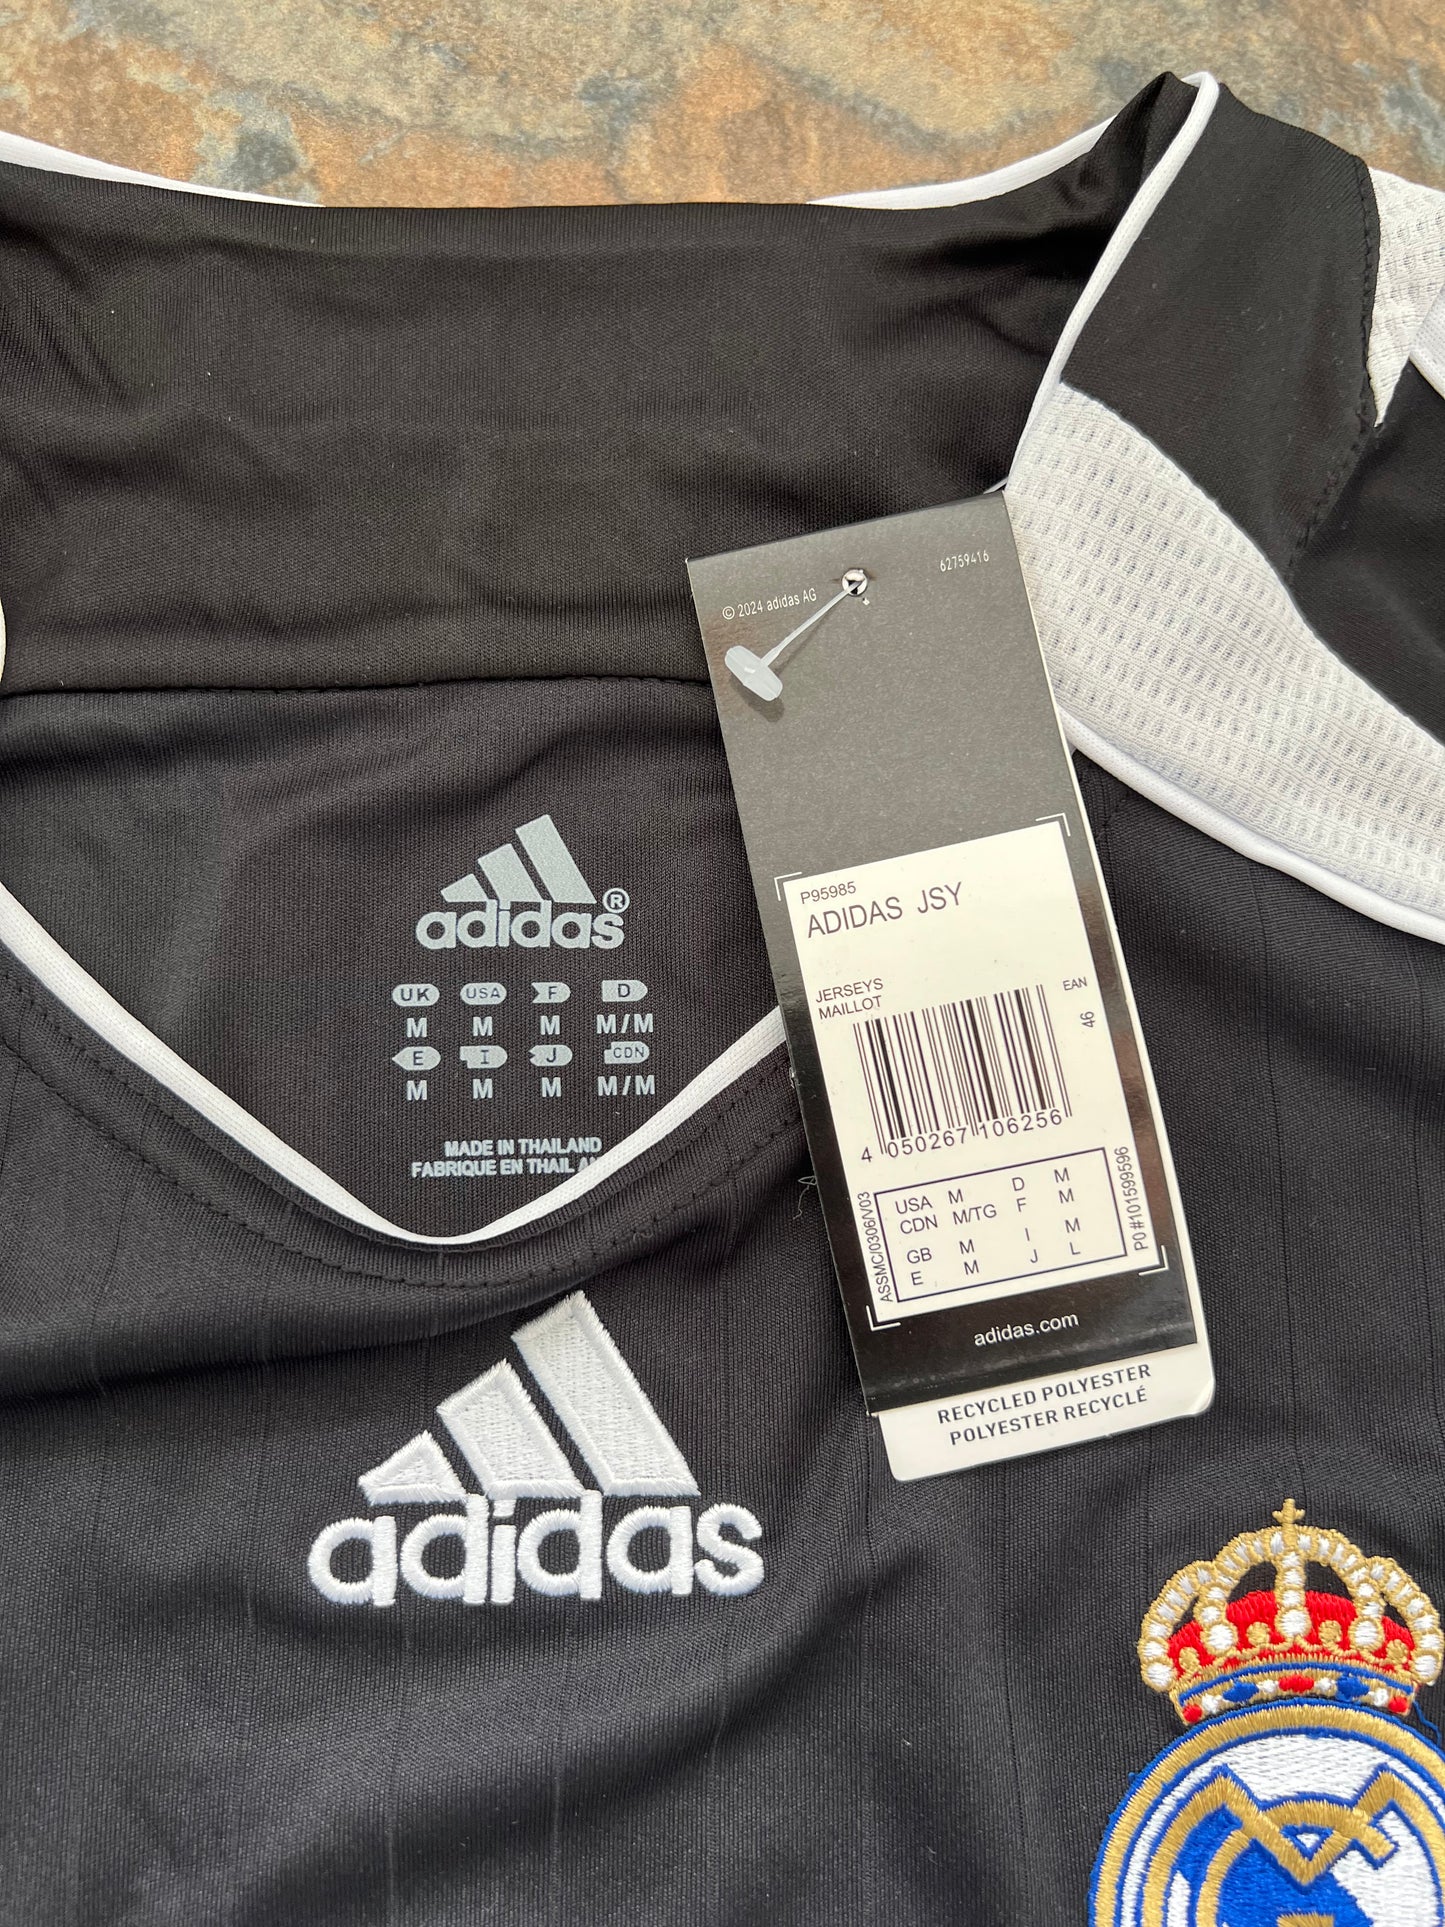 © 2024 adidas AG
62759416
P95985
ADIDAS JSY
JERSEYS
MAILLOT
EAN
46
4 050267 106256
USA M D M
CDN M/TG F M
GB M I M
E M J L
ASSMC/0306/V03
PO#101599596
adidas.com
RECYCLED POLYESTER
POLYESTER RECYCLÉ
adidas®
UK USA F D
M M M M/M
E I J CDN
M M M M/M
MADE IN THAILAND
FABRIQUE EN THAILAN
adidas